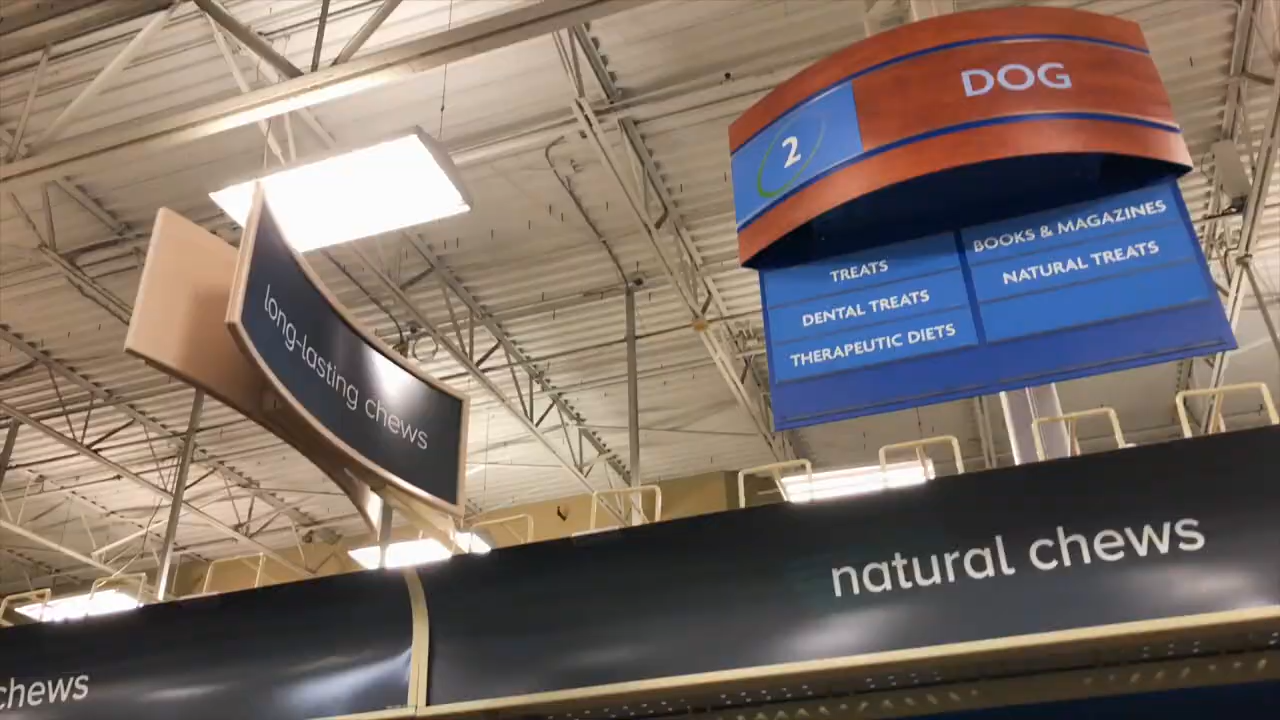 DOG
2
TREATS
DENTAL TREATS
THERAPEUTIC DIETS
BOOKS & MAGAZINES
NATURAL TREATS
long-lasting chews
natural chews
chews